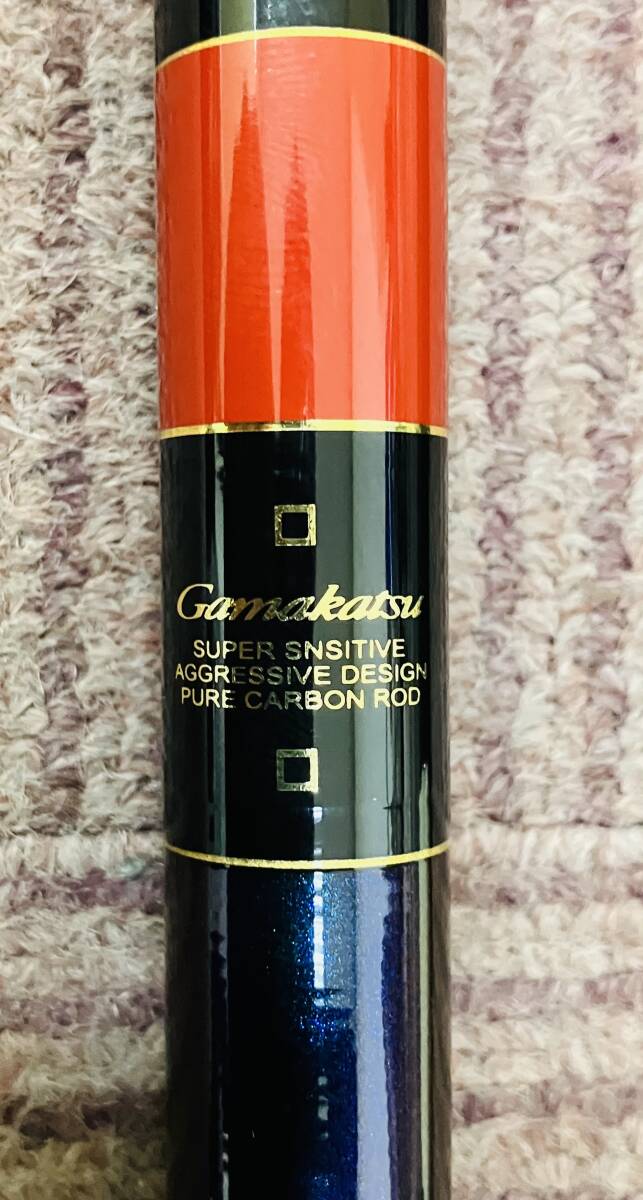 Gamakatsu
SUPER SNSITIVE
AGGRESSIVE DESIGN
PURE CARBON ROD